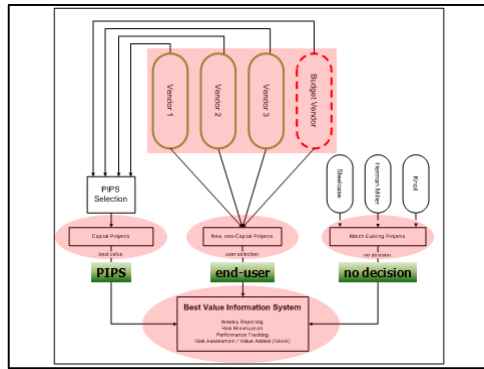 Vendor 1
Vendor 2
Vendor 3
Budget Vendor
Steelcase
Herman Miller
Knoll
PIPS
Selection
Capital Projects
New, non-Capital Projects
Match Existing Projects
best value
user selection
no decision
PIPS
end-user
no decision
Best Value Information System
Weekly Reporting
Risk Minimization
Performance Tracking
Risk Assessment / Value Added (RAVA)